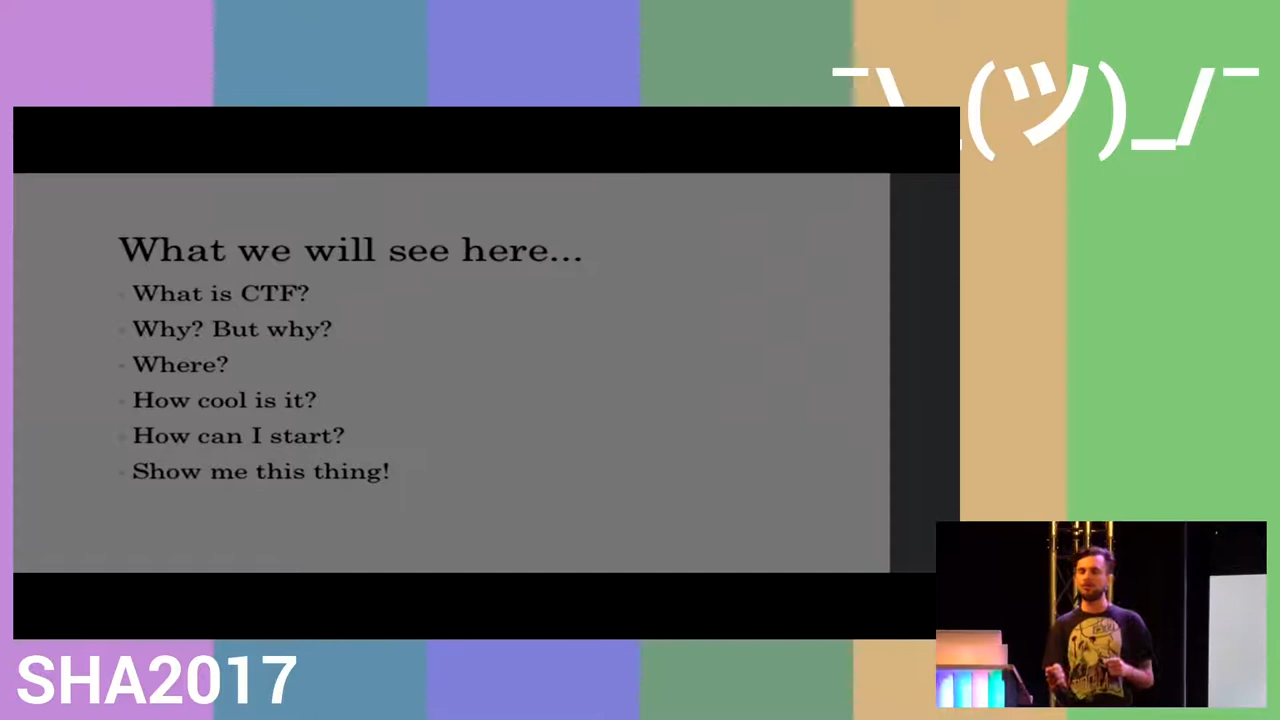 ¯\_(ツ)_/¯
What we will see here...
- What is CTF?
- Why? But why?
- Where?
- How cool is it?
- How can I start?
- Show me this thing!
SHA2017